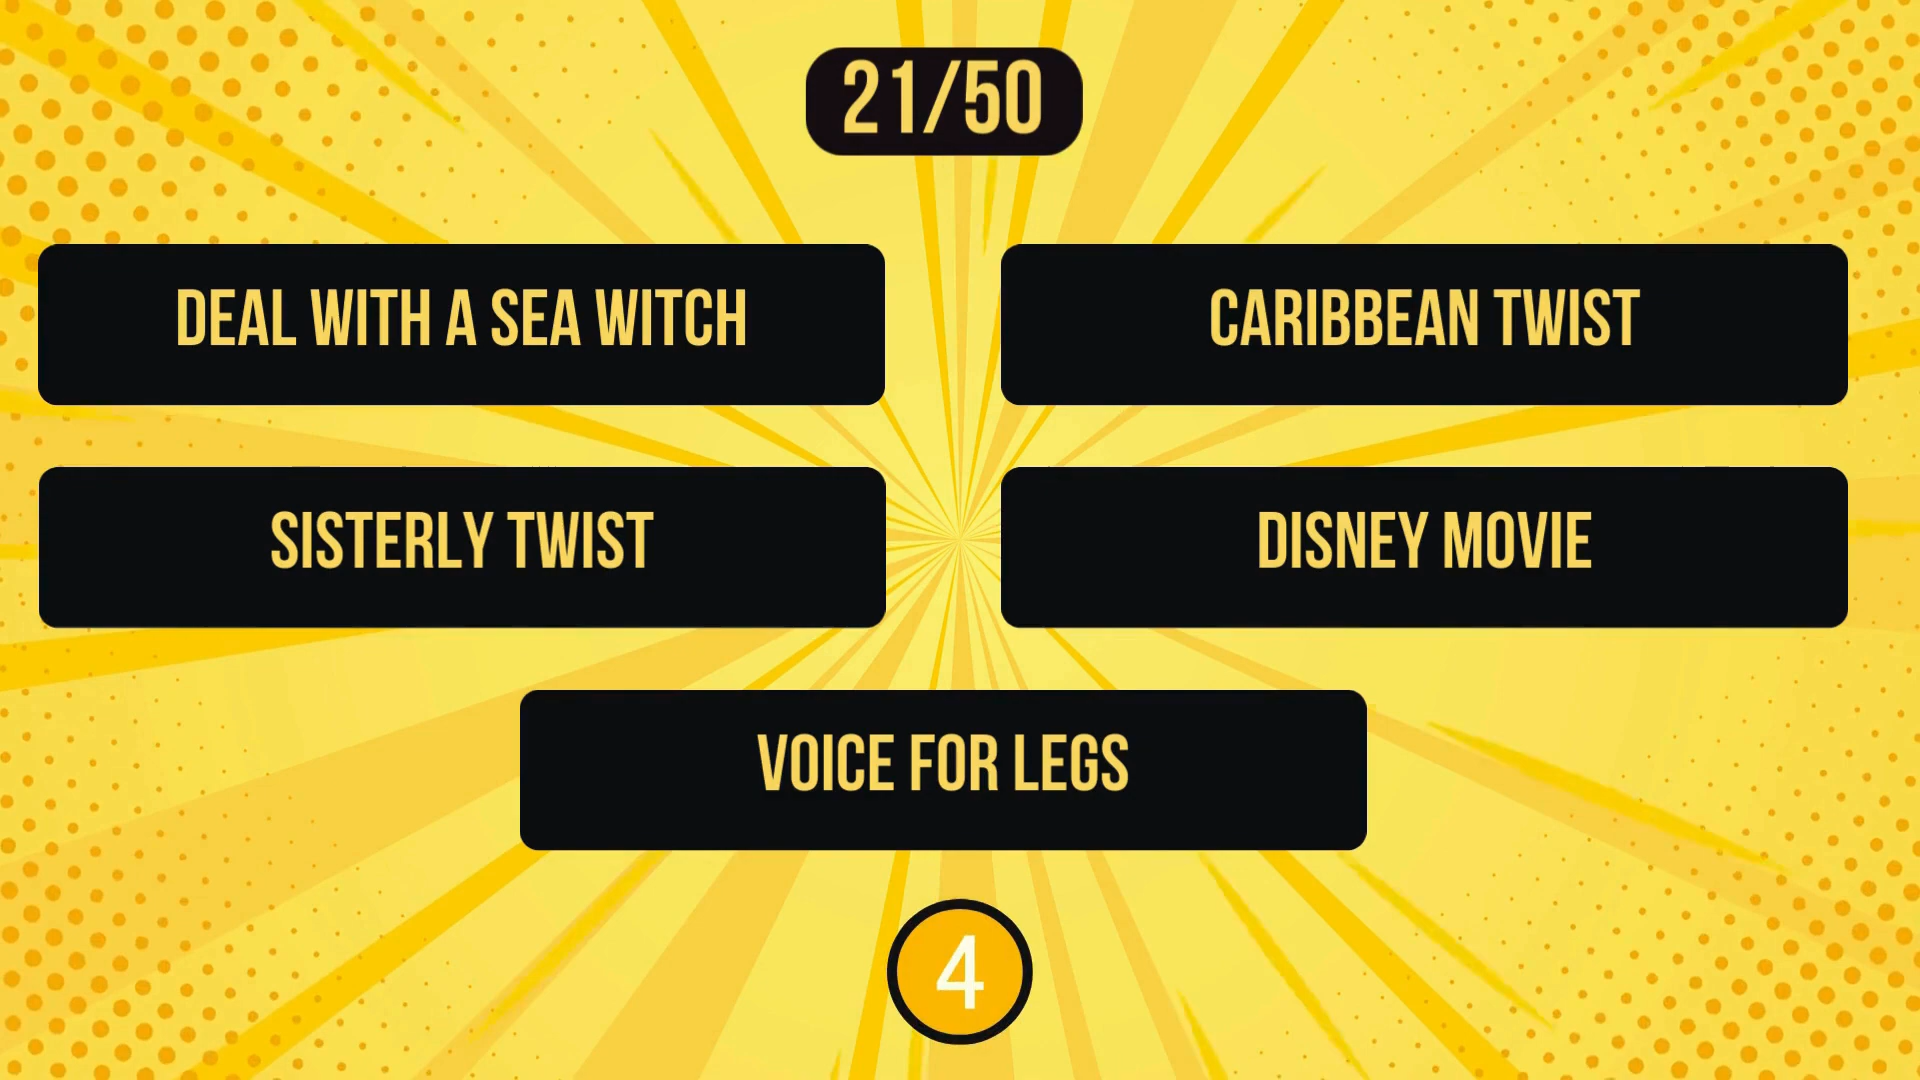 21/50
DEAL WITH A SEA WITCH
CARIBBEAN TWIST
SISTERLY TWIST
DISNEY MOVIE
VOICE FOR LEGS
4